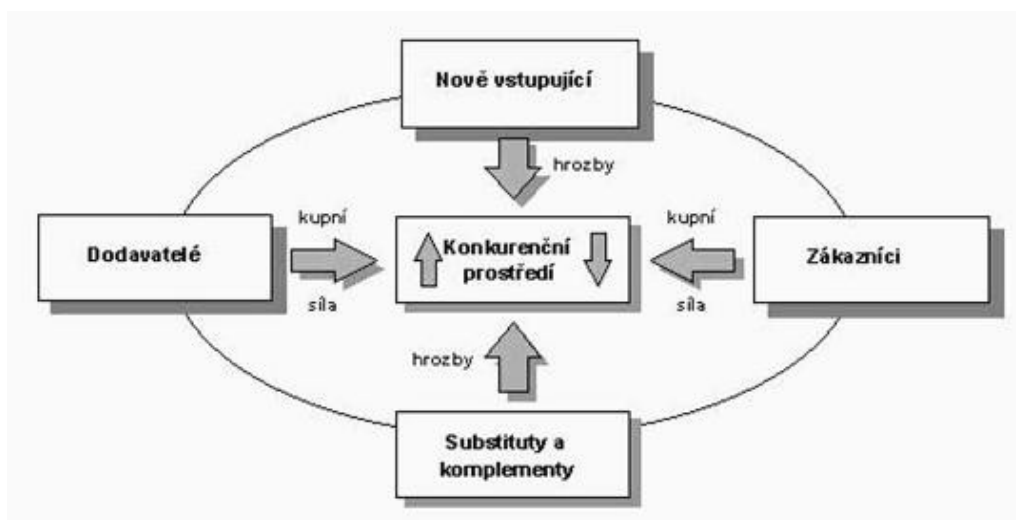 Nově vstupující
hrozby
Dodavatelé
kupní
síla
Konkurenční
prostředí
kupní
síla
Zákazníci
hrozby
Substituty a
komplementy